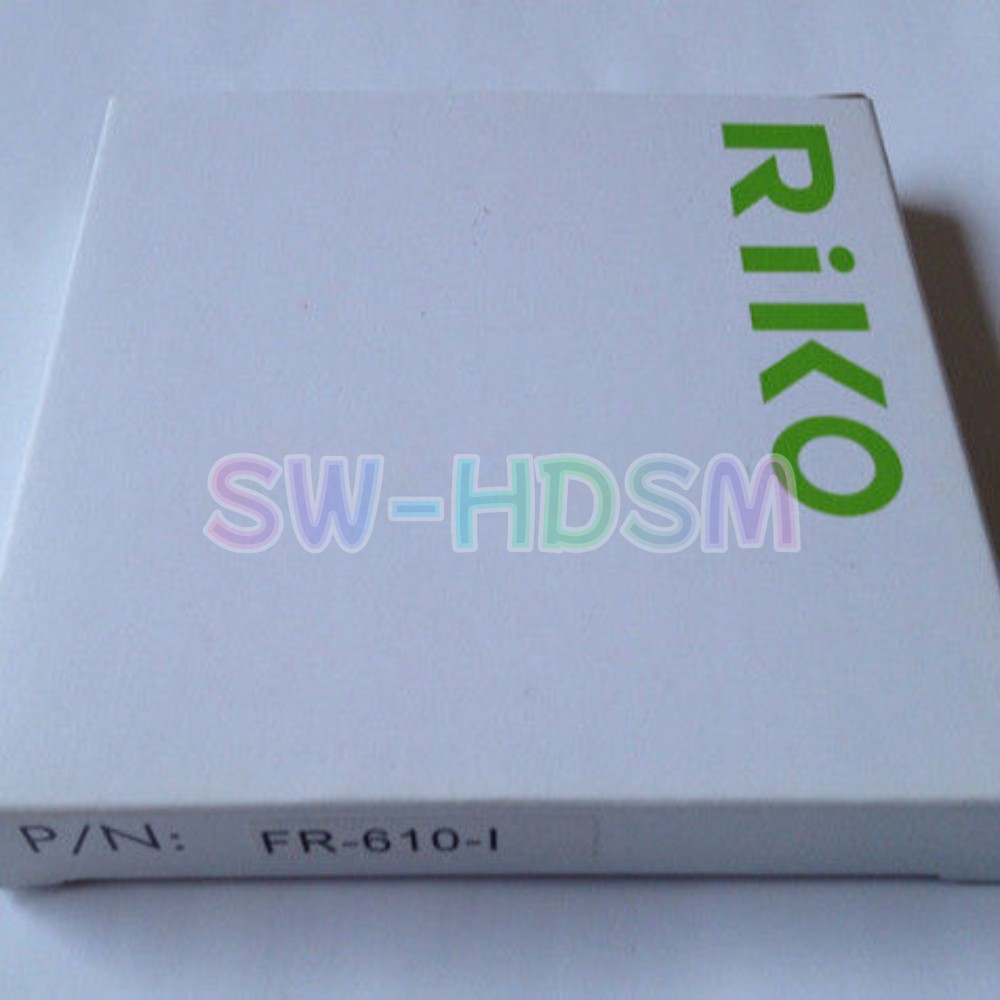 RiKO
SW-HDSM
P/N: FR-610-I